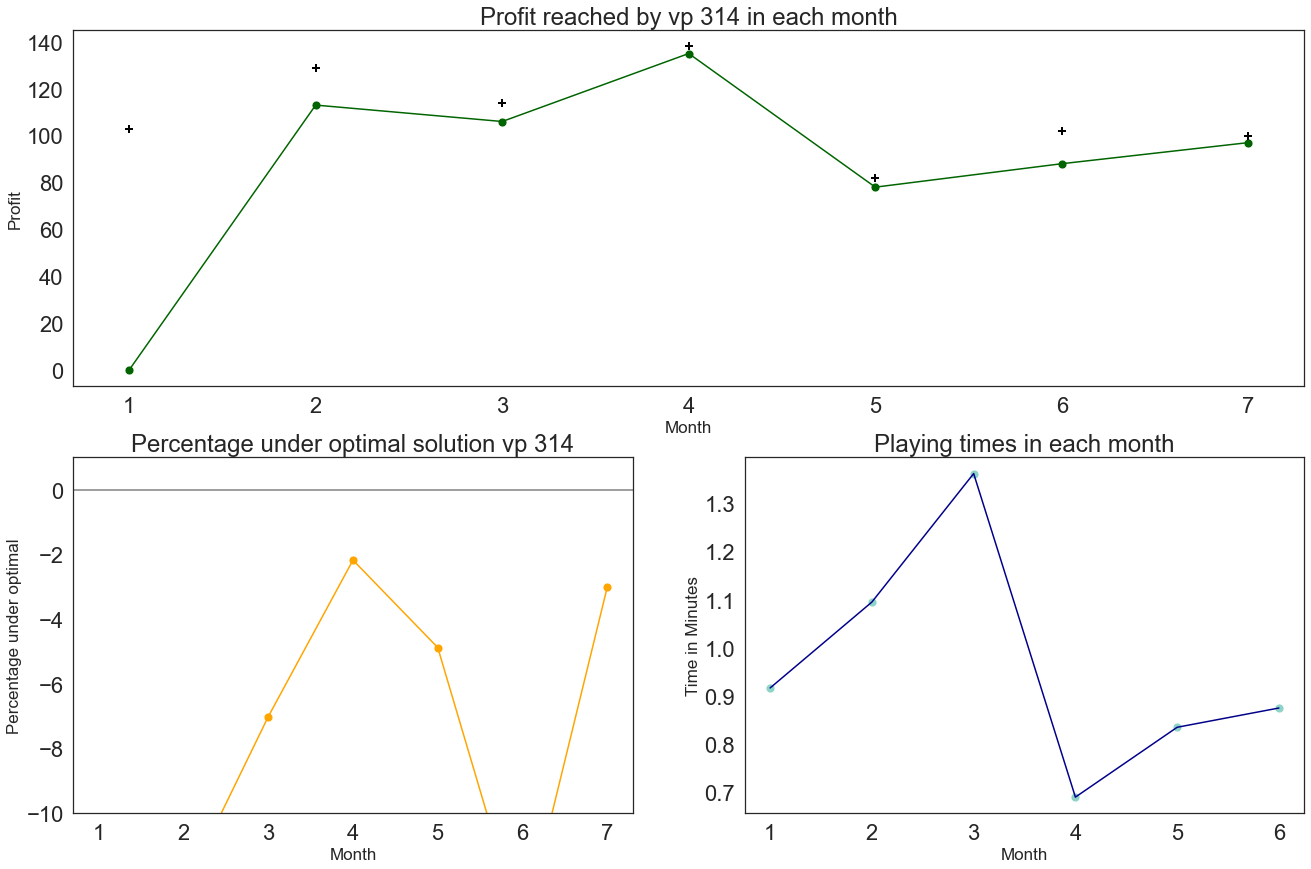 Profit reached by vp 314 in each month
Profit
140
120
100
80
60
40
20
0
1 2 3 4 5 6 7
Month
Percentage under optimal solution vp 314
Percentage under optimal
0
−2
−4
−6
−8
−10
1 2 3 4 5 6 7
Month
Playing times in each month
Time in Minutes
1.3
1.2
1.1
1.0
0.9
0.8
0.7
1 2 3 4 5 6
Month